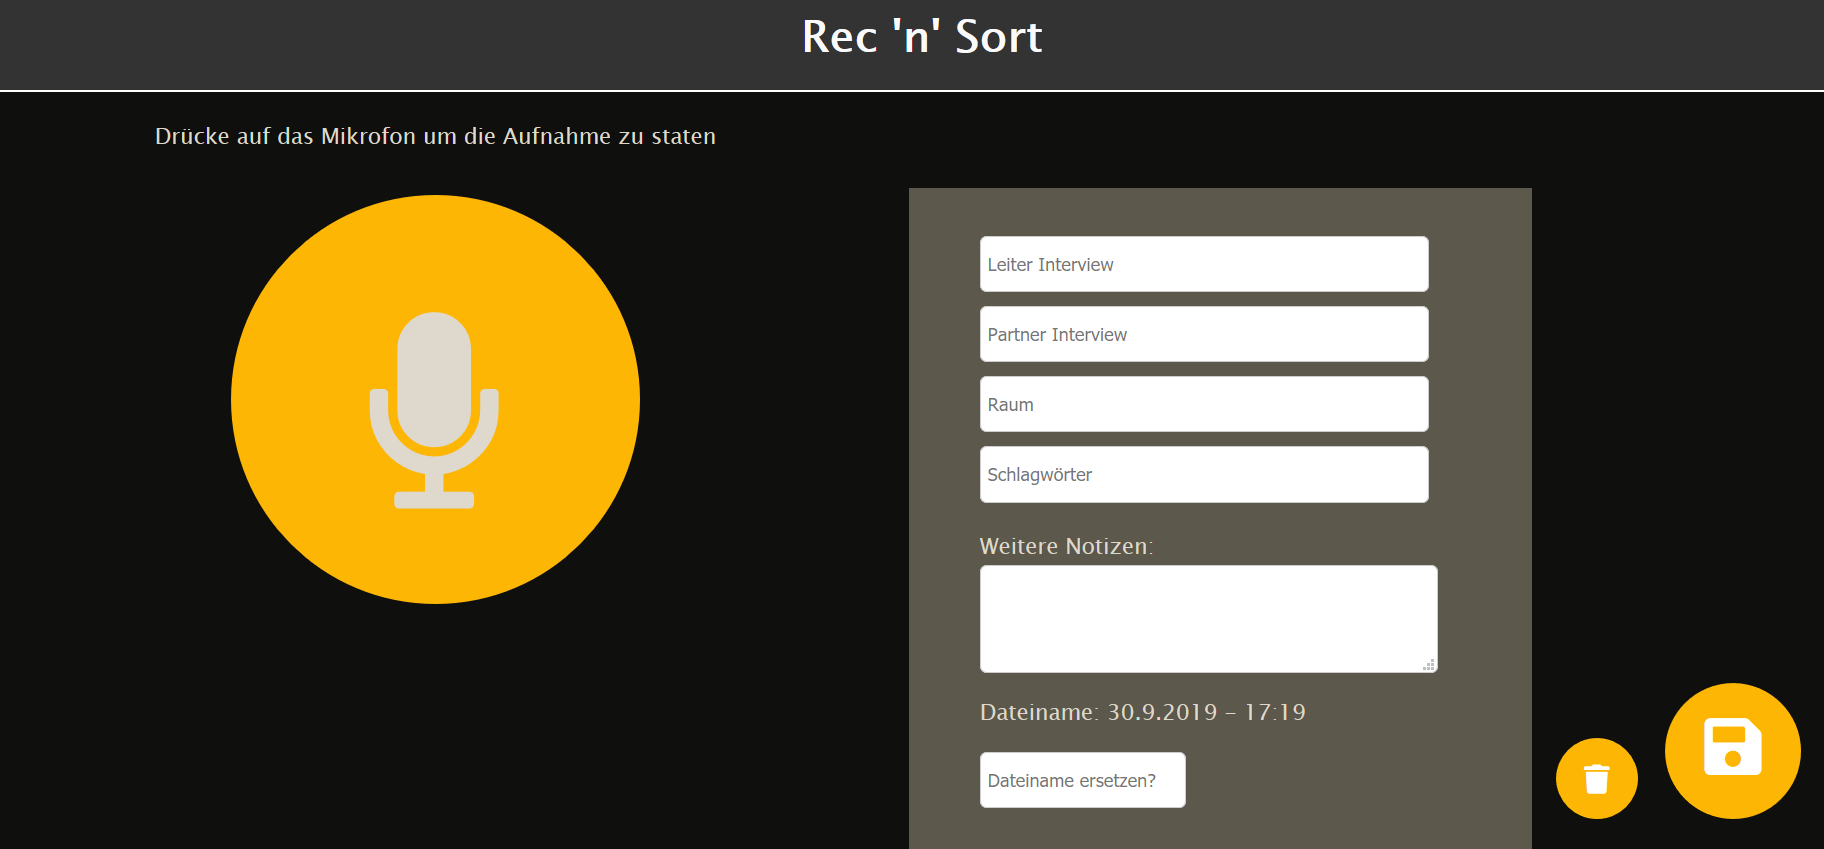 Rec 'n' Sort
Drücke auf das Mikrofon um die Aufnahme zu staten
Leiter Interview
Partner Interview
Raum
Schlagwörter
Weitere Notizen:
Dateiname: 30.9.2019 – 17:19
Dateiname ersetzen?